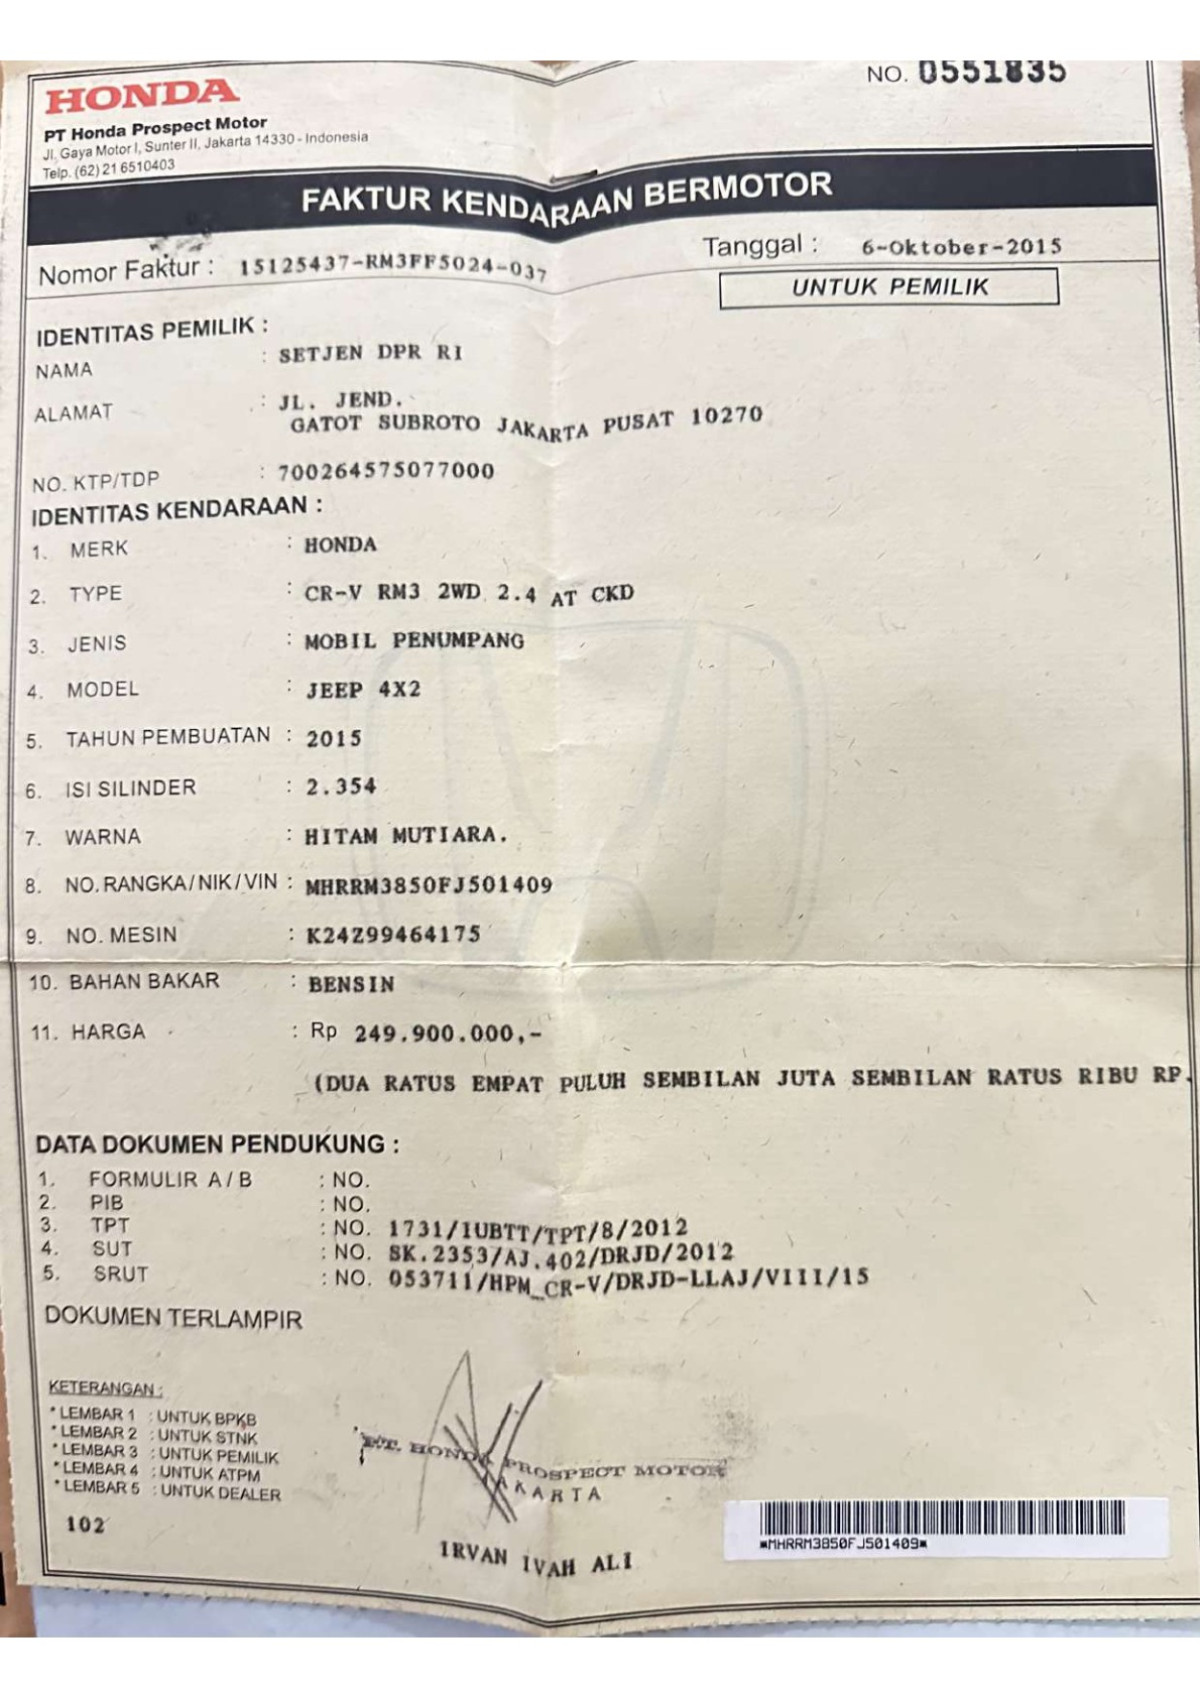 NO. 0551835
HONDA
PT Honda Prospect Motor
Jl. Gaya Motor I, Sunter II, Jakarta 14330 - Indonesia
Telp. (62) 21 6510403
FAKTUR KENDARAAN BERMOTOR
Nomor Faktur : 15125437-RM3FF5024-037
Tanggal : 6-Oktober-2015
UNTUK PEMILIK
IDENTITAS PEMILIK :
NAMA : SETJEN DPR RI
ALAMAT : JL. JEND.
GATOT SUBROTO JAKARTA PUSAT 10270
NO. KTP/TDP : 700264575077000
IDENTITAS KENDARAAN :
1. MERK : HONDA
2. TYPE : CR-V RM3 2WD 2.4 AT CKD
3. JENIS : MOBIL PENUMPANG
4. MODEL : JEEP 4X2
5. TAHUN PEMBUATAN : 2015
6. ISI SILINDER : 2.354
7. WARNA : HITAM MUTIARA.
8. NO. RANGKA/NIK/VIN : MHRRM3850FJ501409
9. NO. MESIN : K24Z99464175
10. BAHAN BAKAR : BENSIN
11. HARGA : Rp 249.900.000,-
(DUA RATUS EMPAT PULUH SEMBILAN JUTA SEMBILAN RATUS RIBU RP.
DATA DOKUMEN PENDUKUNG :
1. FORMULIR A / B : NO.
2. PIB : NO.
3. TPT : NO. 1731/IUBTT/TPT/8/2012
4. SUT : NO. SK.2353/AJ.402/DRJD/2012
5. SRUT : NO. 053711/HPM_CR-V/DRJD-LLAJ/VIII/15
DOKUMEN TERLAMPIR
KETERANGAN :
* LEMBAR 1 : UNTUK BPKB
* LEMBAR 2 : UNTUK STNK
* LEMBAR 3 : UNTUK PEMILIK
* LEMBAR 4 : UNTUK ATPM
* LEMBAR 5 : UNTUK DEALER
102
PT. HONDA PROSPECT MOTOR
JAKARTA
IRVAN IVAH ALI
*MHRRM3850FJ501409*